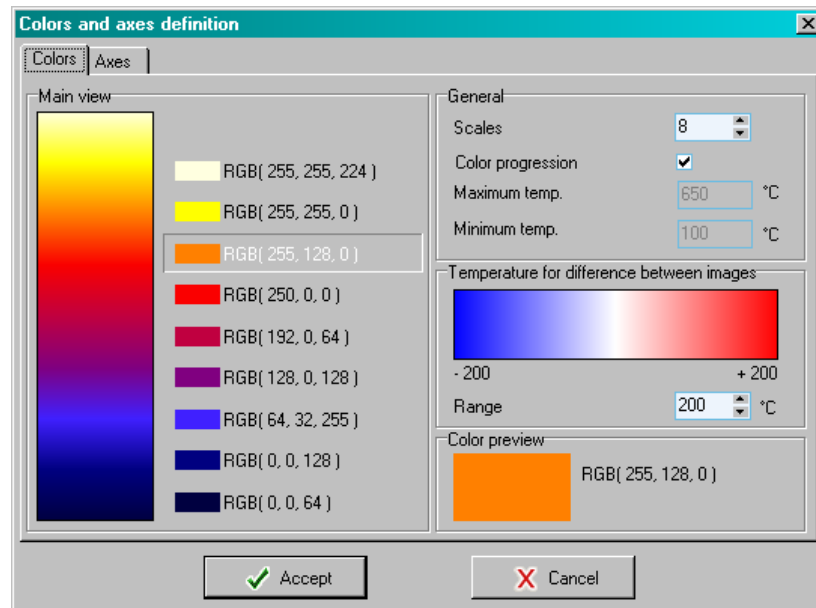 Colors and axes definition
Colors Axes
Main view
RGB( 255, 255, 224 )
RGB( 255, 255, 0 )
RGB( 255, 128, 0 )
RGB( 250, 0, 0 )
RGB( 192, 0, 64 )
RGB( 128, 0, 128 )
RGB( 64, 32, 255 )
RGB( 0, 0, 128 )
RGB( 0, 0, 64 )
General
Scales 8
Color progression
Maximum temp. 650 °C
Minimum temp. 100 °C
Temperature for difference between images
- 200 + 200
Range 200 °C
Color preview
RGB( 255, 128, 0 )
Accept Cancel